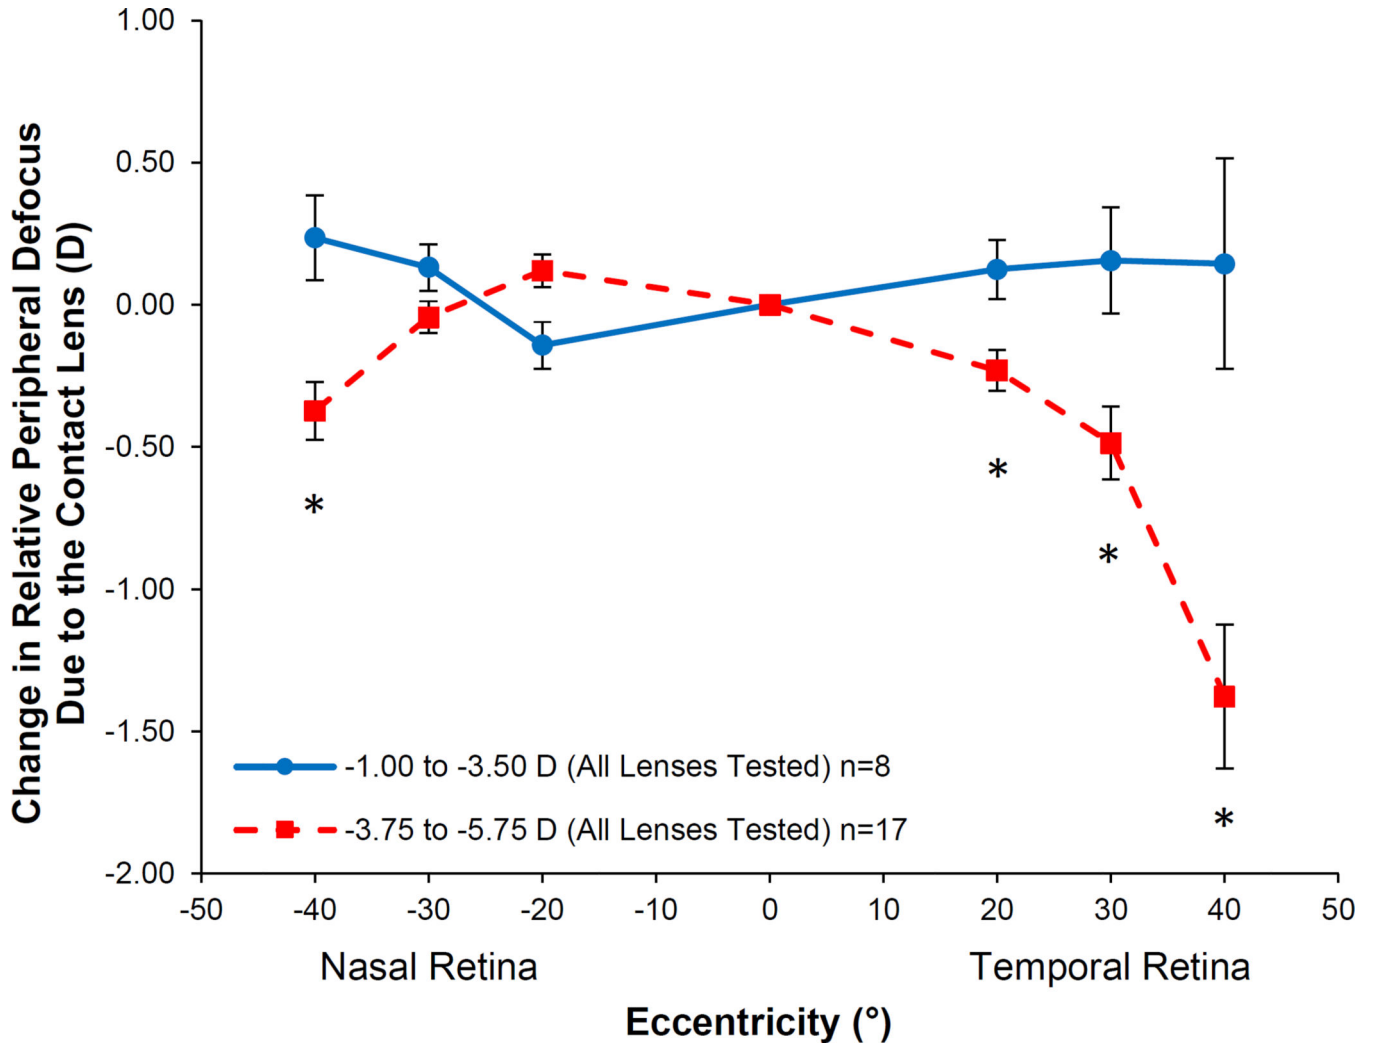 Change in Relative Peripheral Defocus
Due to the Contact Lens (D)
1.00
0.50
0.00
-0.50
-1.00
-1.50
-2.00
*
*
*
*
-1.00 to -3.50 D (All Lenses Tested) n=8
-3.75 to -5.75 D (All Lenses Tested) n=17
-50 -40 -30 -20 -10 0 10 20 30 40 50
Nasal Retina Temporal Retina
Eccentricity (°)